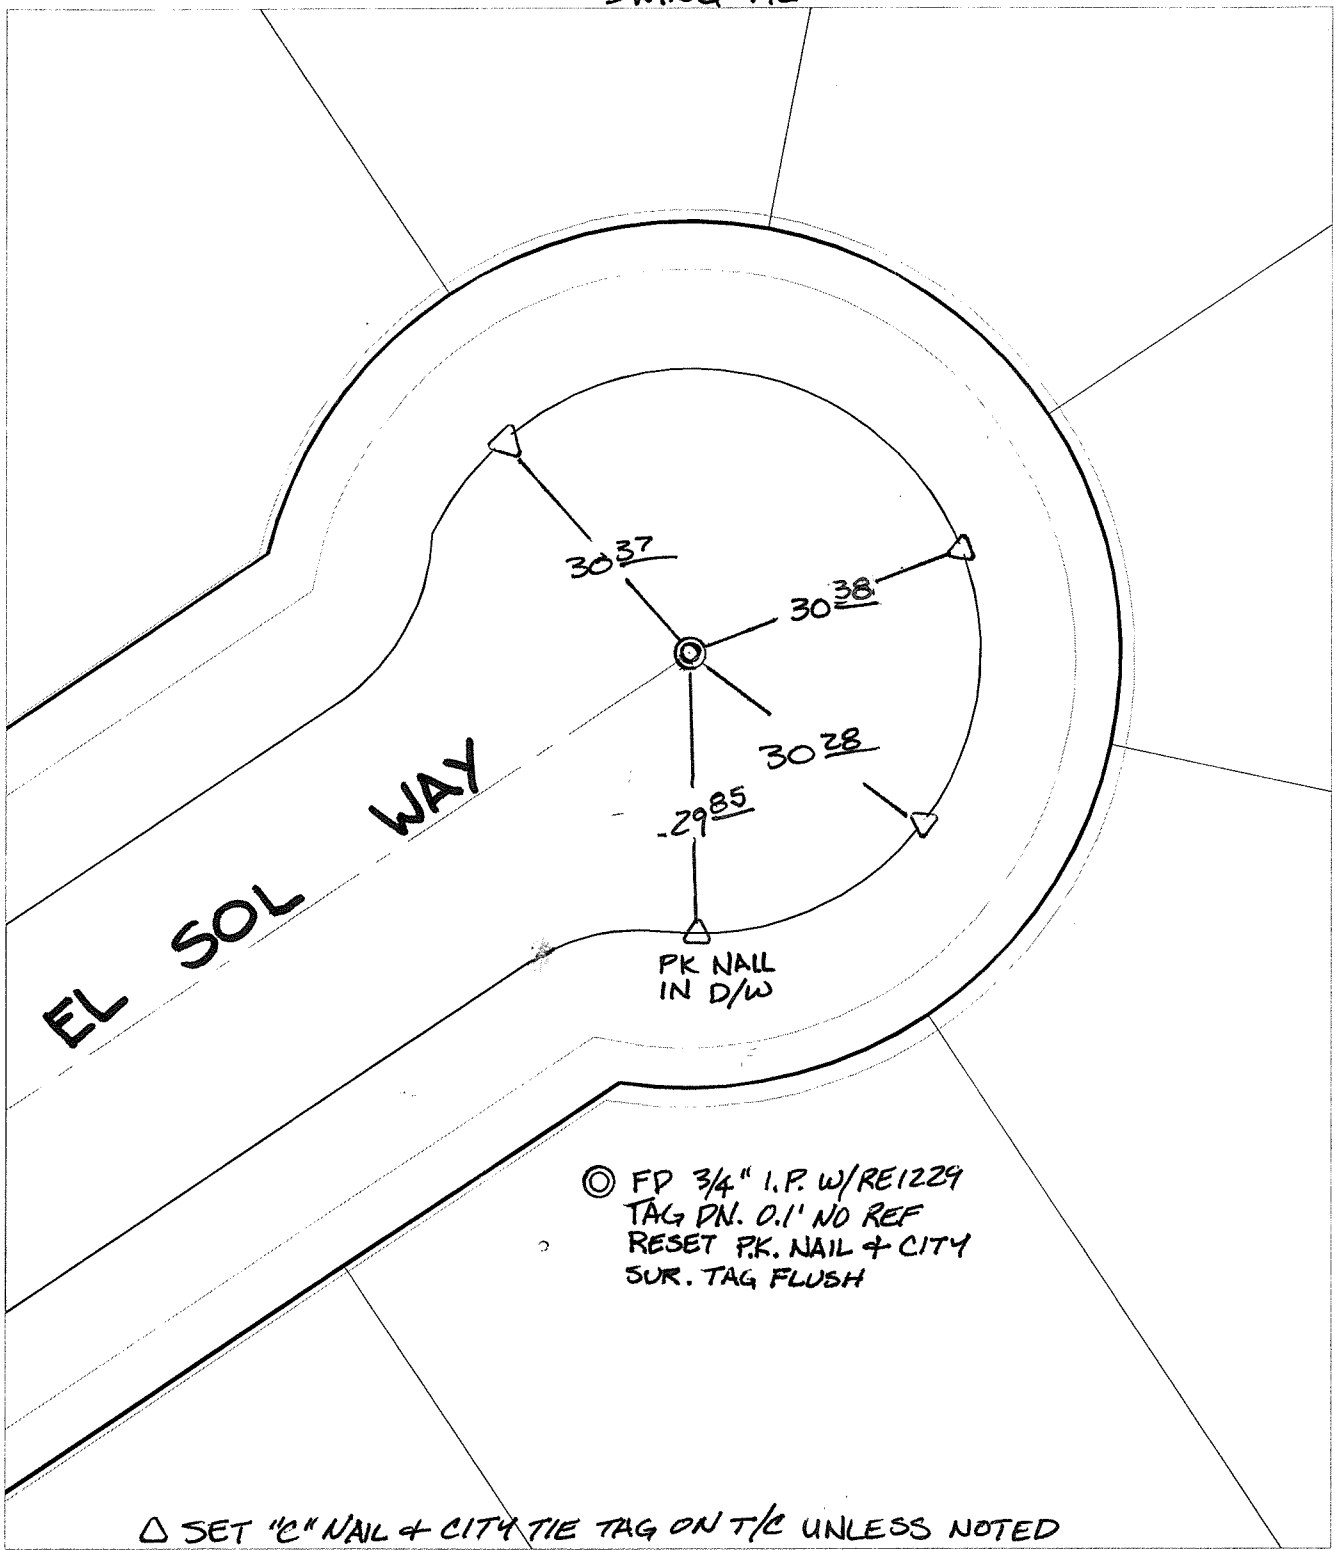 30 37
30 38
30 28
29 85
EL SOL WAY
PK NAIL
IN D/W
FD 3/4" I.P. W/RE1229
TAG DN. 0.1' NO REF
RESET P.K. NAIL & CITY
SUR. TAG FLUSH
△ SET "C" NAIL & CITY TIE TAG ON T/C UNLESS NOTED